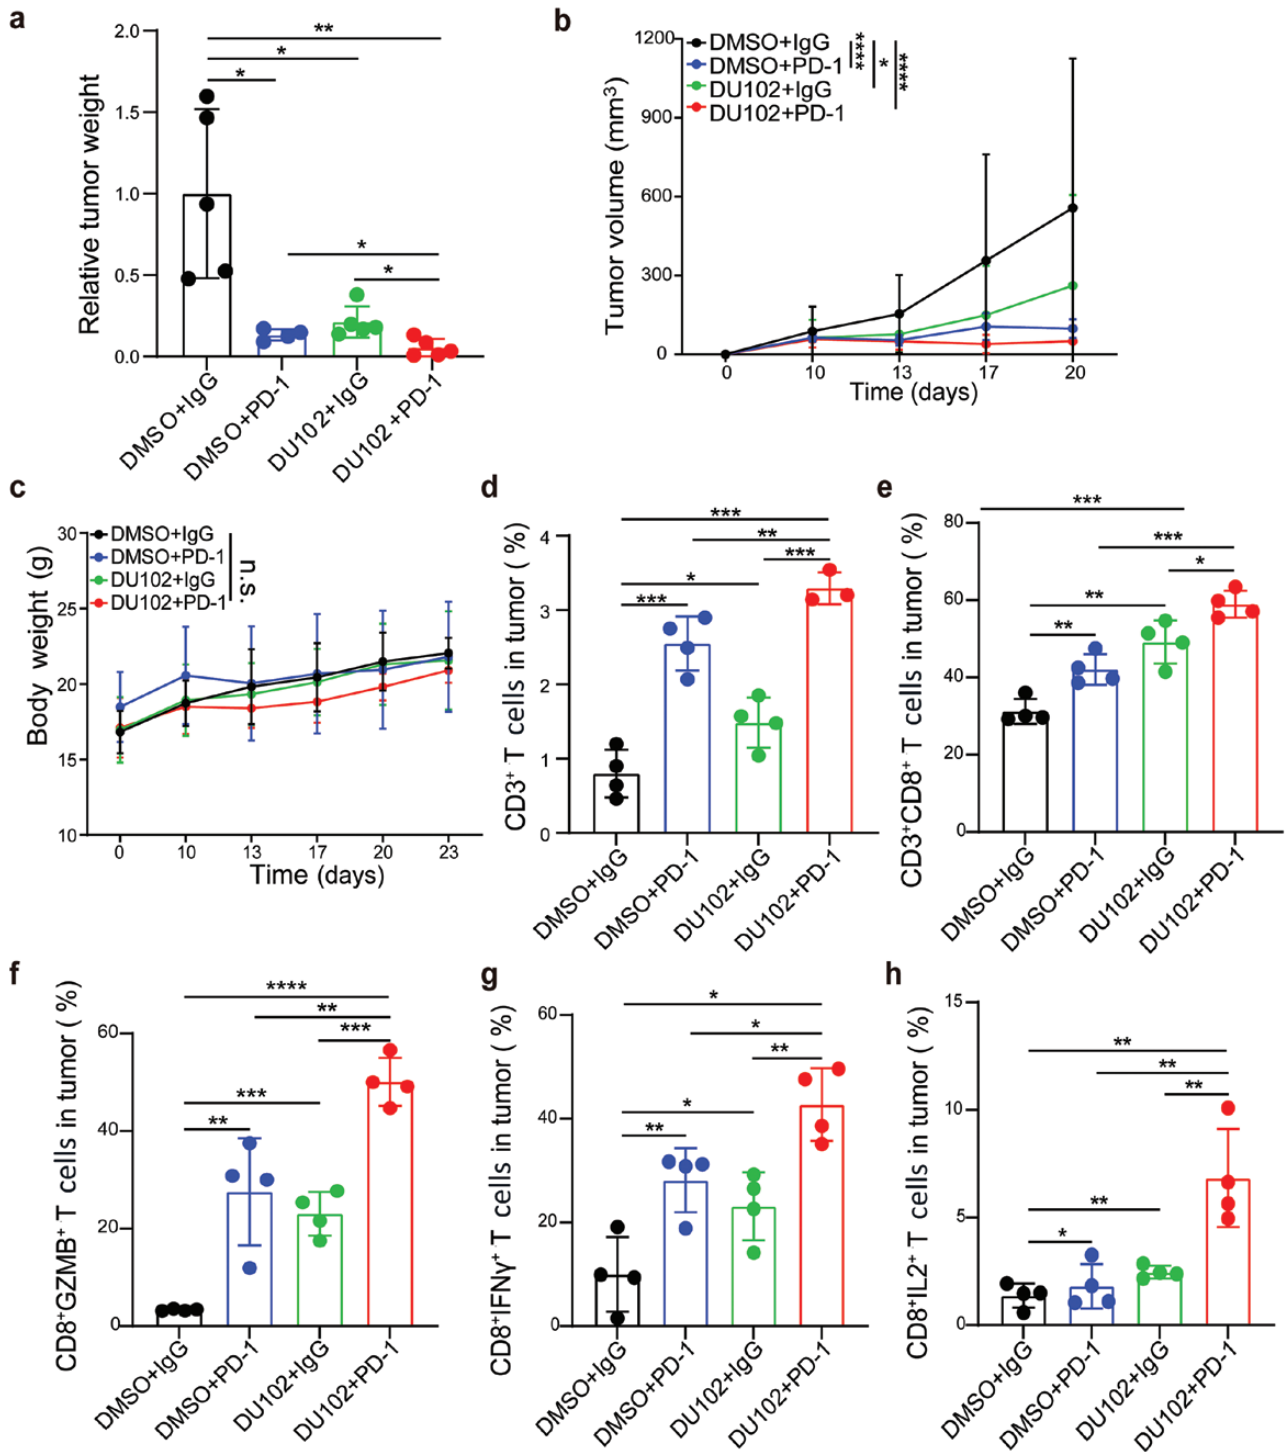 a
Relative tumor weight
2.0
1.5
1.0
0.5
0.0
**
*
*
*
*
DMSO+IgG
DMSO+PD-1
DU102+IgG
DU102+PD-1
b
Tumor volume (mm³)
1200
900
600
300
0
DMSO+IgG
DMSO+PD-1
DU102+IgG
DU102+PD-1
****
*
****
0 10 13 17 20
Time (days)
c
Body weight (g)
30
25
20
15
10
DMSO+IgG
DMSO+PD-1
DU102+IgG
DU102+PD-1
n.s.
0 10 13 17 20 23
Time (days)
d
CD3⁺ T cells in tumor ( %)
4
3
2
1
0
***
**
***
*
***
DMSO+IgG
DMSO+PD-1
DU102+IgG
DU102+PD-1
e
CD3⁺CD8⁺ T cells in tumor ( %)
80
60
40
20
0
***
***
*
**
**
DMSO+IgG
DMSO+PD-1
DU102+IgG
DU102+PD-1
f
CD8⁺GZMB⁺ T cells in tumor ( %)
60
40
20
0
****
**
***
***
**
DMSO+IgG
DMSO+PD-1
DU102+IgG
DU102+PD-1
g
CD8⁺IFNγ⁺ T cells in tumor ( %)
60
40
20
0
*
*
**
*
**
DMSO+IgG
DMSO+PD-1
DU102+IgG
DU102+PD-1
h
CD8⁺IL2⁺ T cells in tumor ( %)
15
10
5
0
**
**
**
**
*
DMSO+IgG
DMSO+PD-1
DU102+IgG
DU102+PD-1